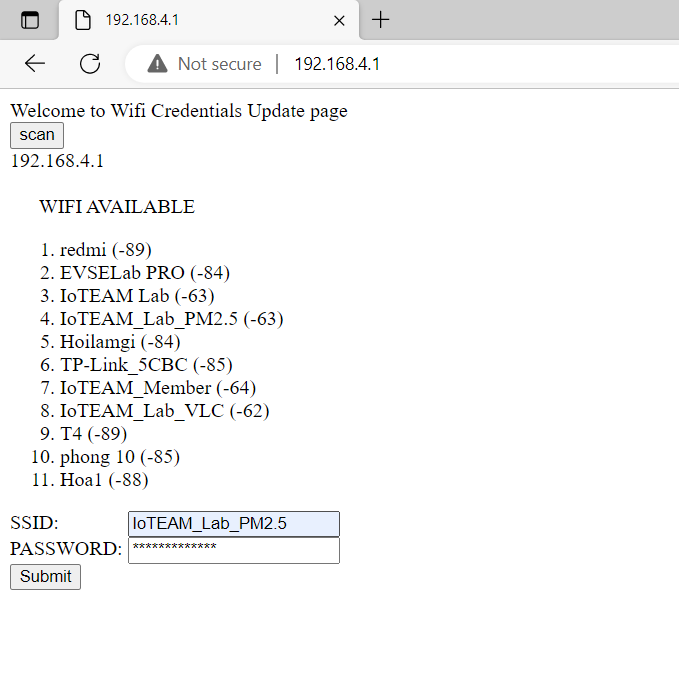 192.168.4.1
Not secure 192.168.4.1
Welcome to Wifi Credentials Update page
scan
192.168.4.1
WIFI AVAILABLE
1. redmi (-89)
2. EVSELab PRO (-84)
3. IoTEAM Lab (-63)
4. IoTEAM_Lab_PM2.5 (-63)
5. Hoilamgi (-84)
6. TP-Link_5CBC (-85)
7. IoTEAM_Member (-64)
8. IoTEAM_Lab_VLC (-62)
9. T4 (-89)
10. phong 10 (-85)
11. Hoa1 (-88)
SSID: IoTEAM_Lab_PM2.5
PASSWORD: *************
Submit